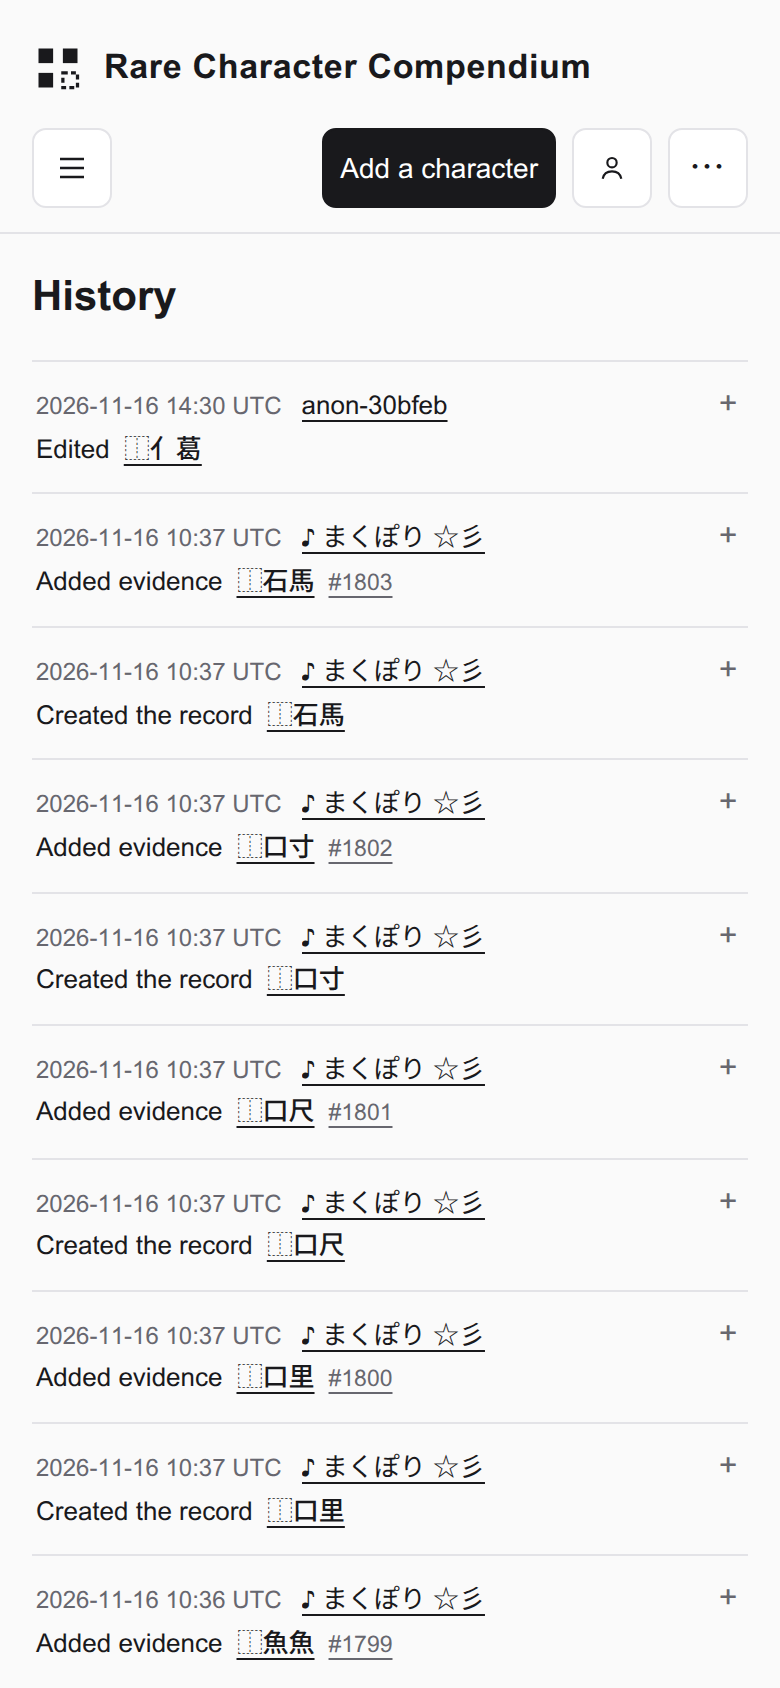 Rare Character Compendium
Add a character
History
2026-11-16 14:30 UTC anon-30bfeb +
Edited ⿰亻葛
2026-11-16 10:37 UTC ♪ まくぽり ☆彡 +
Added evidence ⿰石馬 #1803
2026-11-16 10:37 UTC ♪ まくぽり ☆彡 +
Created the record ⿰石馬
2026-11-16 10:37 UTC ♪ まくぽり ☆彡 +
Added evidence ⿰口寸 #1802
2026-11-16 10:37 UTC ♪ まくぽり ☆彡 +
Created the record ⿰口寸
2026-11-16 10:37 UTC ♪ まくぽり ☆彡 +
Added evidence ⿰口尺 #1801
2026-11-16 10:37 UTC ♪ まくぽり ☆彡 +
Created the record ⿰口尺
2026-11-16 10:37 UTC ♪ まくぽり ☆彡 +
Added evidence ⿰口里 #1800
2026-11-16 10:37 UTC ♪ まくぽり ☆彡 +
Created the record ⿰口里
2026-11-16 10:36 UTC ♪ まくぽり ☆彡 +
Added evidence ⿰魚魚 #1799